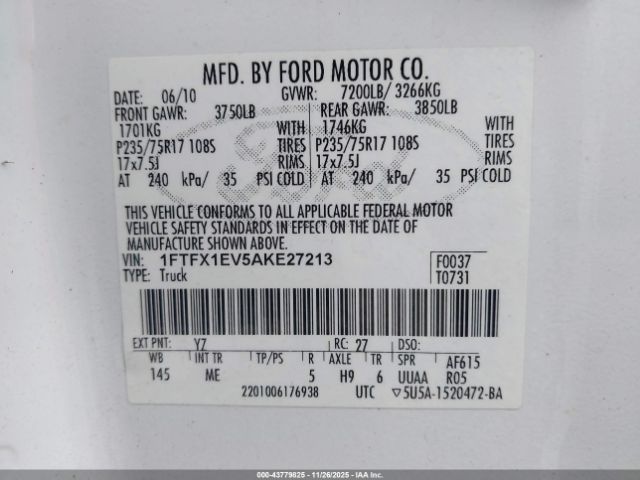 MFD. BY FORD MOTOR CO.
DATE: 06/10 GVWR: 7200LB/ 3266KG
FRONT GAWR: 3750LB REAR GAWR: 3850LB
1701KG WITH 1746KG WITH
P235/75R17 108S TIRES P235/75R17 108S TIRES
17x7.5J RIMS 17x7.5J RIMS
AT 240 kPa/ 35 PSI COLD AT 240 kPa/ 35 PSI COLD
THIS VEHICLE CONFORMS TO ALL APPLICABLE FEDERAL MOTOR
VEHICLE SAFETY STANDARDS IN EFFECT ON THE DATE OF
MANUFACTURE SHOWN ABOVE.
VIN: 1FTFX1EV5AKE27213 F0037
TYPE: Truck T0731
EXT PNT: YZ RC: 27 DSO:
WB INT TR TP/PS R AXLE TR SPR AF615
145 ME 5 H9 6 UUAA R05
2201006176938 UTC ▽5U5A-1520472-BA
Ford
000-43779825 - 11/26/2025 - IAA Inc.